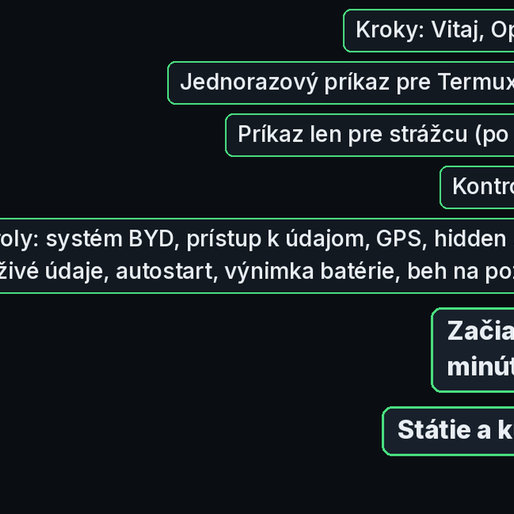 Kroky: Vitaj, Op
Jednorazový príkaz pre Termux
Príkaz len pre strážcu (po
Kontro
oly: systém BYD, prístup k údajom, GPS, hidden
živé údaje, autostart, výnimka batérie, beh na poz
Začia
minút
Státie a k